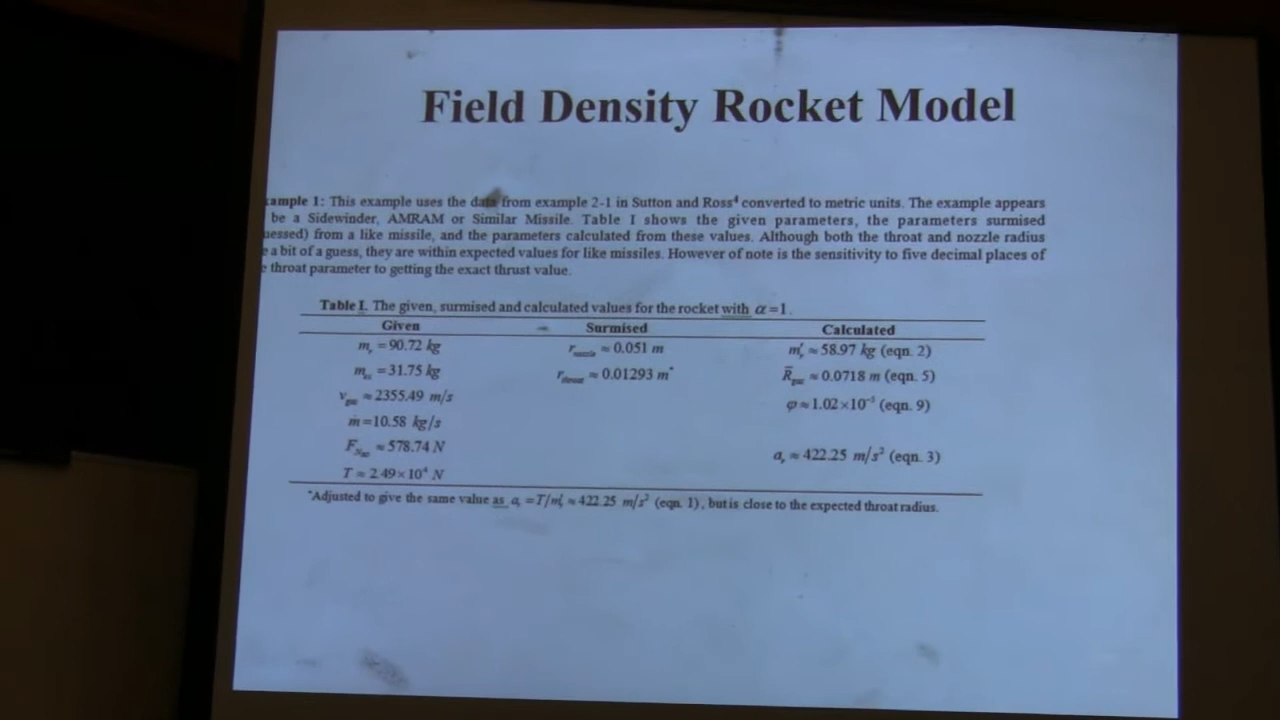 Field Density Rocket Model
ample 1: This example uses the data from example 2-1 in Sutton and Ross⁴ converted to metric units. The example appears
be a Sidewinder, AMRAM or Similar Missile. Table I shows the given parameters, the parameters surmised
uessed) from a like missile, and the parameters calculated from these values. Although both the throat and nozzle radius
e a bit of a guess, they are within expected values for like missiles. However of note is the sensitivity to five decimal places of
e throat parameter to getting the exact thrust value.
Table I. The given, surmised and calculated values for the rocket with α=1.
Given Surmised Calculated
mᵣ =90.72 kg r_nozzle ≈ 0.051 m m'ᵣ ≈ 58.97 kg (eqn. 2)
=31.75 kg r_throat ≈ 0.01293 m* ≈ 0.0718 m (eqn. 5)
≈ 2355.49 m/s φ ≈ 1.02×10 (eqn. 9)
ṁ=10.58 kg/s
≈ 578.74 N aᵣ ≈ 422.25 m/s² (eqn. 3)
T ≈ 2.49×10⁴ N
*Adjusted to give the same value as aᵣ =T/m'ᵣ ≈ 422.25 m/s² (eqn. 1), but is close to the expected throat radius.